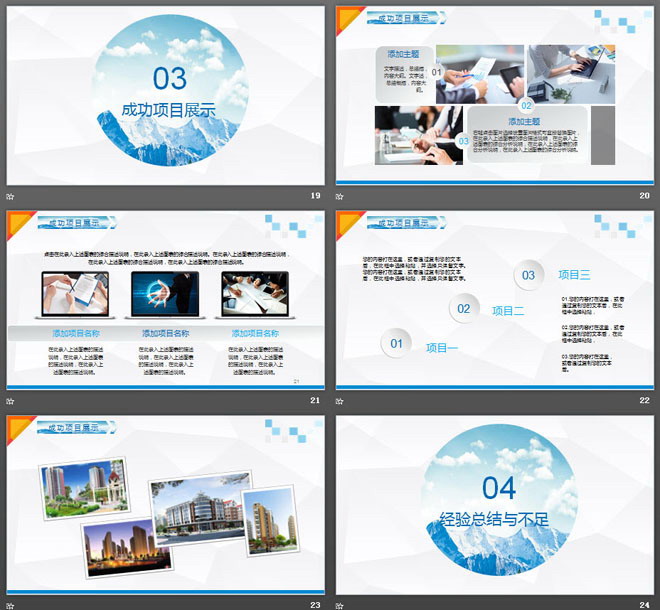 03
成功项目展示
19
成功项目展示
添加主题
01
02
添加主题
03
20
成功项目展示
点击在此录入上述图表的综合描述说明，在此录入上述图表的综合描述说明，在此录入上述图表的综合描述说明，
在此录入上述图表的综合描述说明，在此录入上述图表的综合描述说明。
添加项目名称
添加项目名称
添加项目名称
在此录入上述图表的描述说明，在此录入上述图表的描述说明，在此录入上述图表的描述说明。
在此录入上述图表的描述说明，在此录入上述图表的描述说明，在此录入上述图表的描述说明。
在此录入上述图表的描述说明，在此录入上述图表的描述说明，在此录入上述图表的描述说明。
21
21
成功项目展示
您的内容打在这里，或者通过复制您的文本
后，在此框中选择粘贴，并选择只保留文字。
您的内容打在这里，或者通过复制您的文本
后，在此框中选择粘贴，并选择只保留文字。
03
项目三
02
项目二
01
项目一
01.您的内容打在这里，或者
通过复制您的文本后，在此
框中选择粘贴，
02.您的内容打在这里，或者
通过复制您的文本后，在此
框中选择粘贴，
03.您的内容打在这里，
或者通过复制您的文本
后。
22
成功项目展示
23
04
经验总结与不足
24